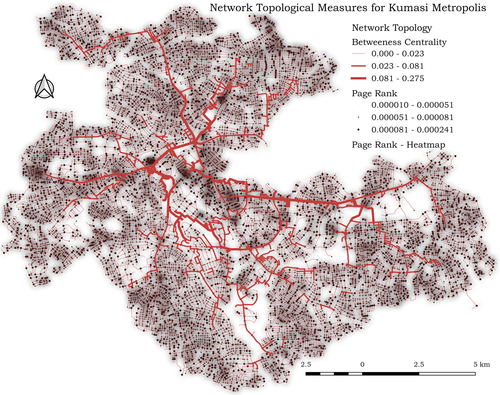 Network Topological Measures for Kumasi Metropolis
Network Topology
Betweeness Centrality
0.000 - 0.023
0.023 - 0.081
0.081 - 0.275
Page Rank
0.000010 - 0.000051
0.000051 - 0.000081
0.000081 - 0.000241
Page Rank - Heatmap
2.5 0 2.5 5 km